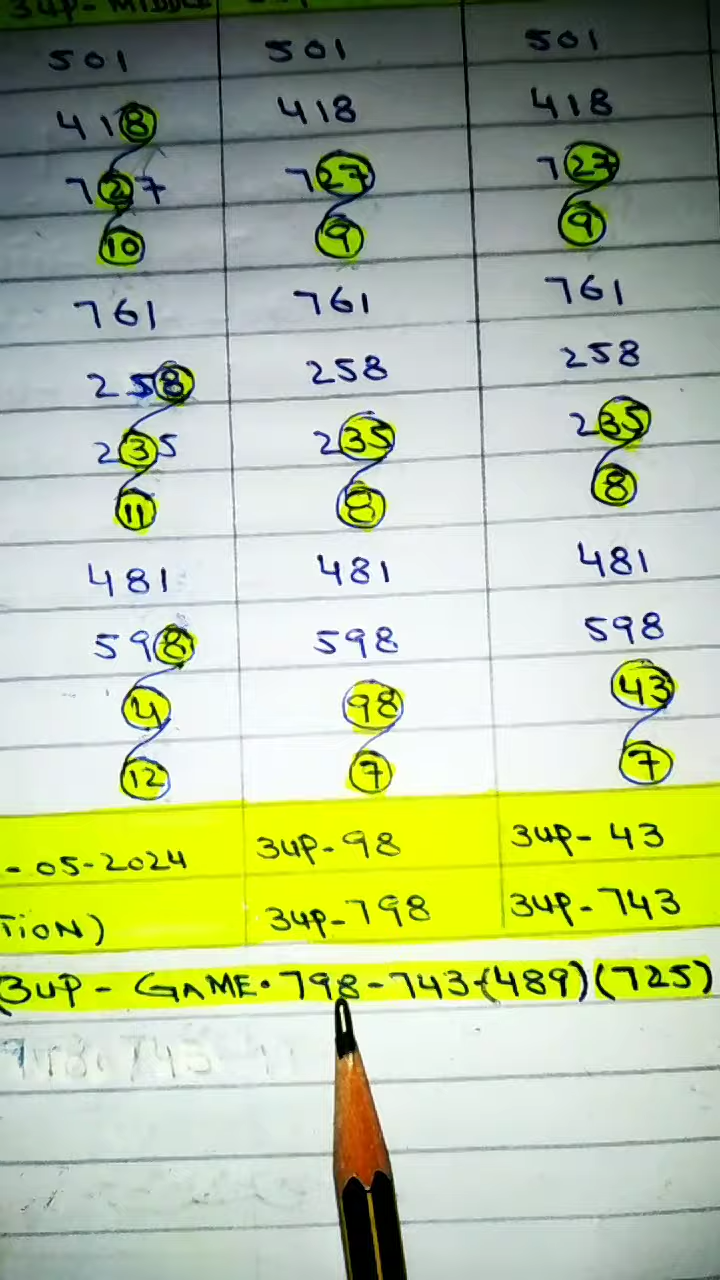 3UP- MIDDLE
501 501 501
418 418 418
727 727 727
10 9 9
761 761 761
258 258 258
235 235 235
11 8 8
481 481 481
598 598 598
4 98 43
12 7 7
- 05-2024 3UP-98 3UP- 43
TiON) 3UP-798 3UP-743
(3UP - GAME. 798-743-(489)(725)